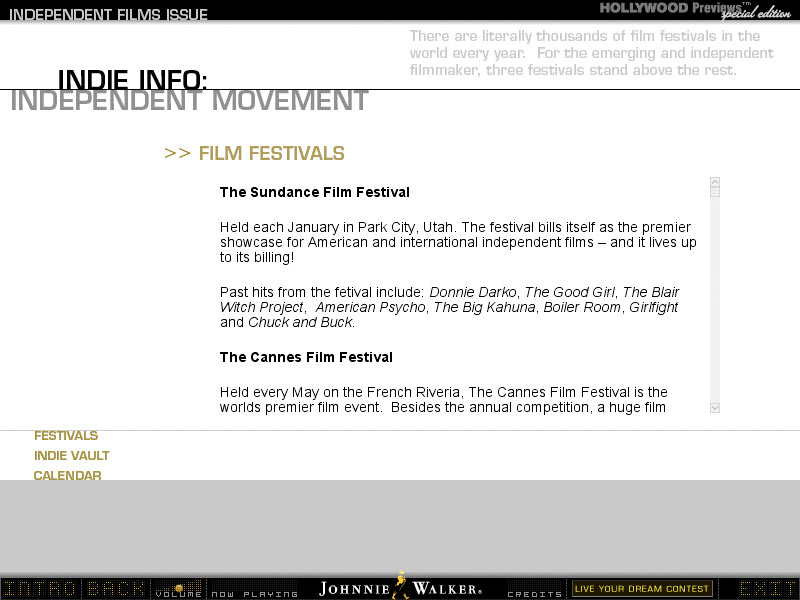 INDEPENDENT FILMS ISSUE
HOLLYWOOD Previews™
special edition
There are literally thousands of film festivals in the
world every year.  For the emerging and independent
filmmaker, three festivals stand above the rest.
INDIE INFO:
INDEPENDENT MOVEMENT
>> FILM FESTIVALS
The Sundance Film Festival
Held each January in Park City, Utah. The festival bills itself as the premier
showcase for American and international independent films – and it lives up
to its billing!
Past hits from the fetival include: Donnie Darko, The Good Girl, The Blair
Witch Project,  American Psycho, The Big Kahuna, Boiler Room, Girlfight
and Chuck and Buck.
The Cannes Film Festival
Held every May on the French Riveria, The Cannes Film Festival is the
worlds premier film event.  Besides the annual competition, a huge film
FESTIVALS
INDIE VAULT
CALENDAR
INTRO BACK VOLUME NOW PLAYING JOHNNIE WALKER® CREDITS LIVE YOUR DREAM CONTEST EXIT